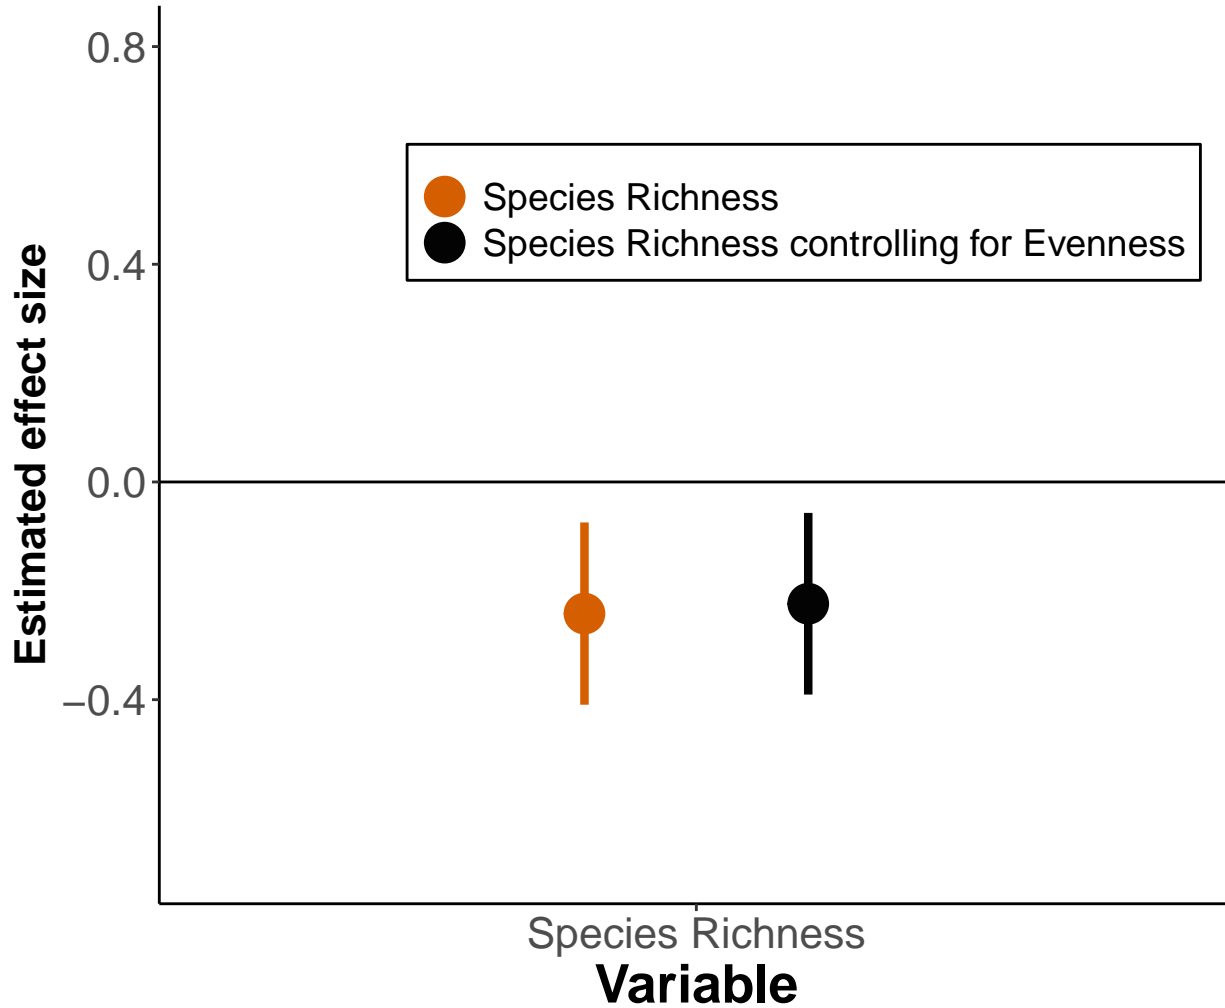 0.8
Species Richness
Species Richness controlling for Evenness
0.4
Estimated effect size
0.0
−0.4
Species Richness
Variable